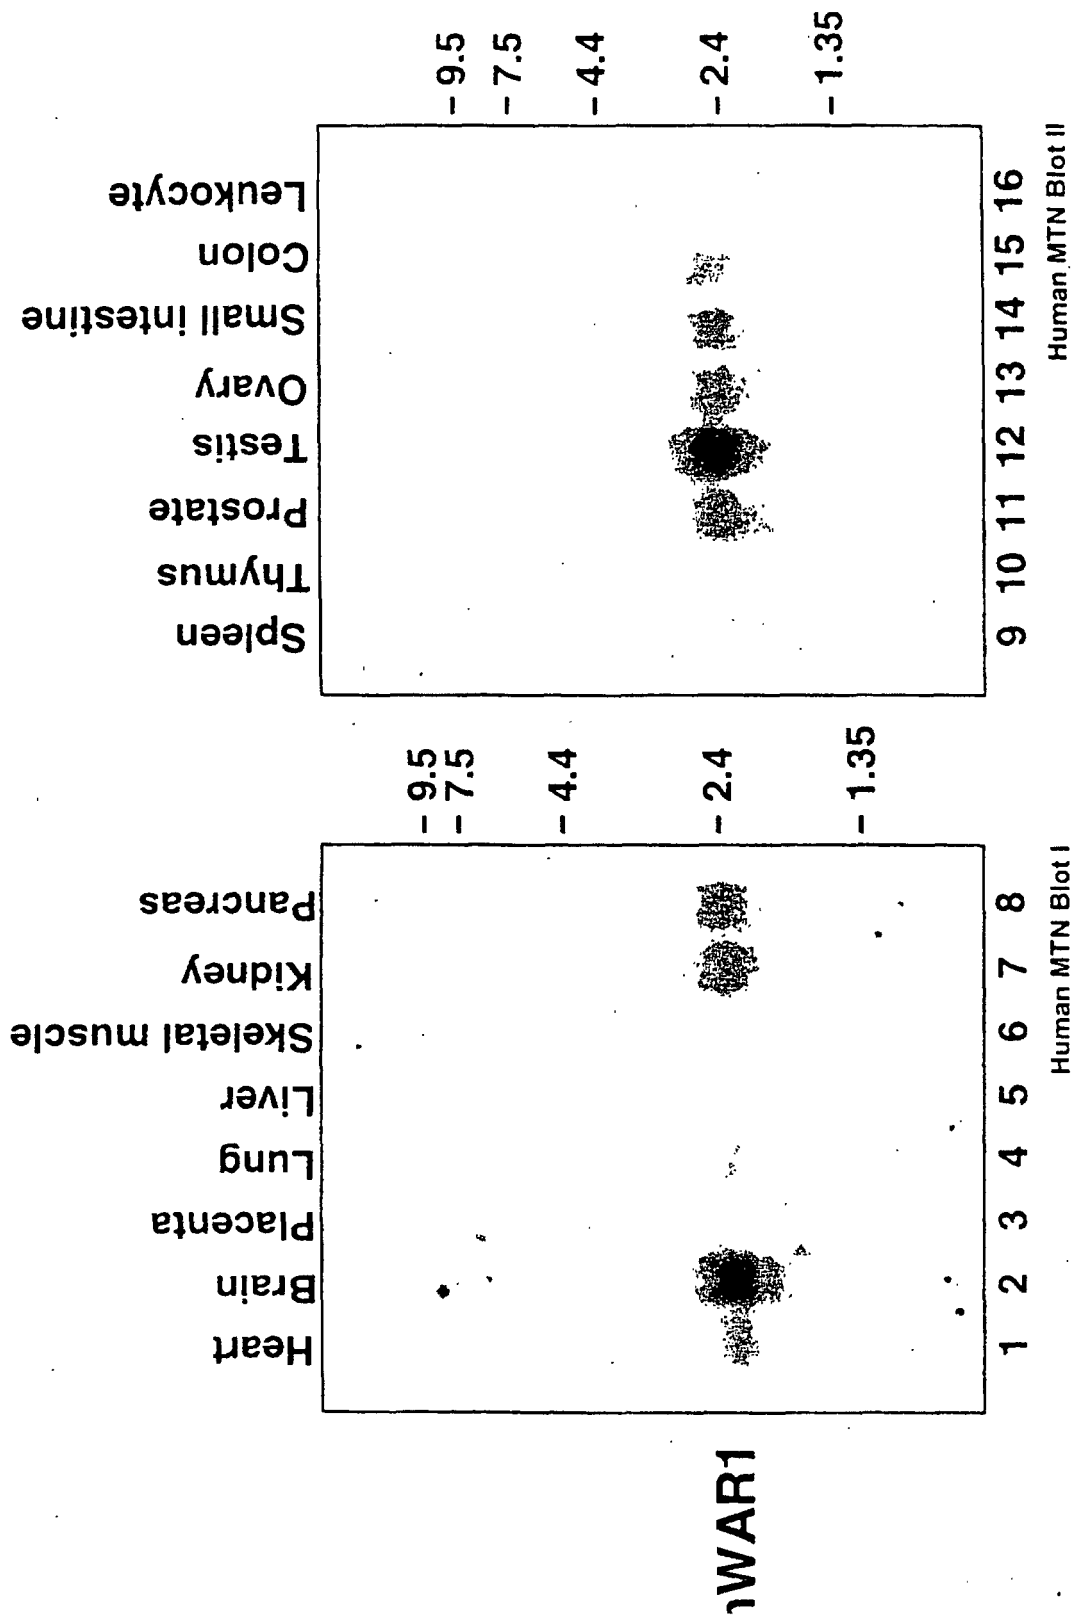 Heart
Brain
Placenta
Lung
Liver
Skeletal muscle
Kidney
Pancreas
- 9.5
- 7.5
- 4.4
- 2.4
- 1.35
1 2 3 4 5 6 7 8
Human MTN Blot I
Spleen
Thymus
Prostate
Testis
Ovary
Small intestine
Colon
Leukocyte
- 9.5
- 7.5
- 4.4
- 2.4
- 1.35
9 10 11 12 13 14 15 16
Human MTN Blot II